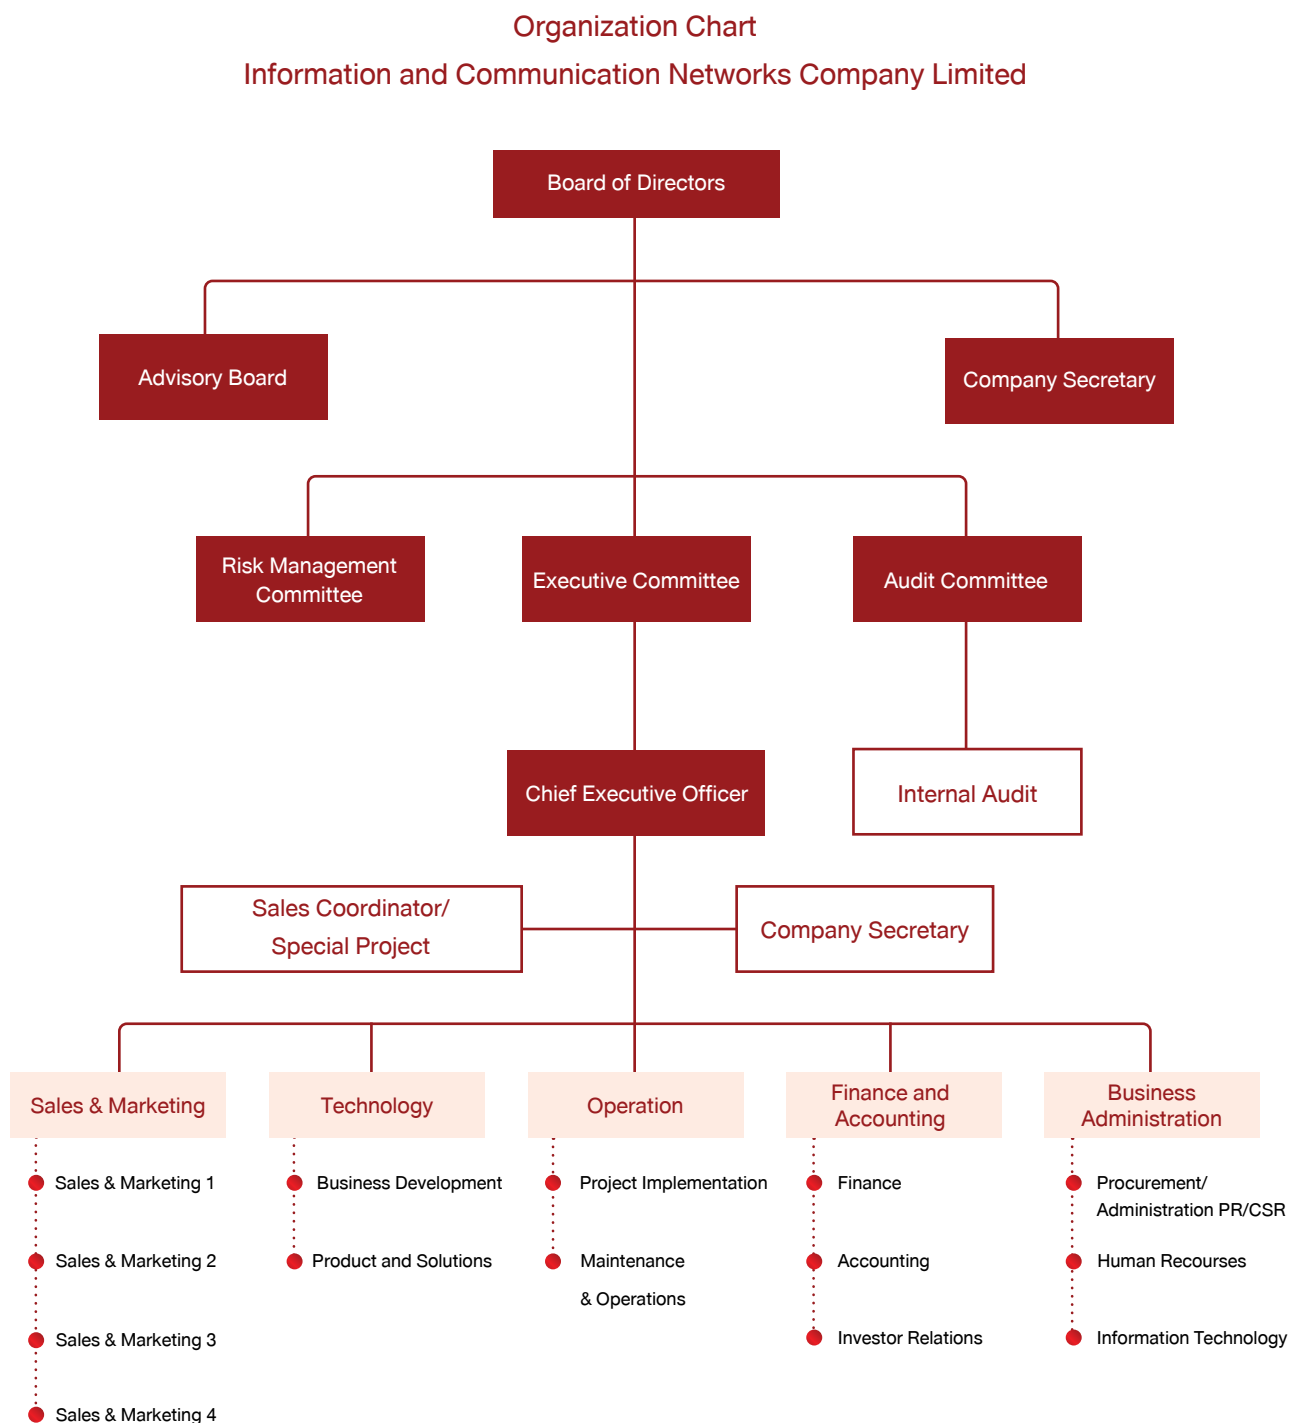 Organization Chart
Information and Communication Networks Company Limited
Board of Directors
Advisory Board
Company Secretary
Risk Management
Committee
Executive Committee
Audit Committee
Chief Executive Officer
Internal Audit
Sales Coordinator/
Special Project
Company Secretary
Sales & Marketing
Technology
Operation
Finance and
Accounting
Business
Administration
Sales & Marketing 1
Sales & Marketing 2
Sales & Marketing 3
Sales & Marketing 4
Business Development
Product and Solutions
Project Implementation
Maintenance
& Operations
Finance
Accounting
Investor Relations
Procurement/
Administration PR/CSR
Human Recourses
Information Technology